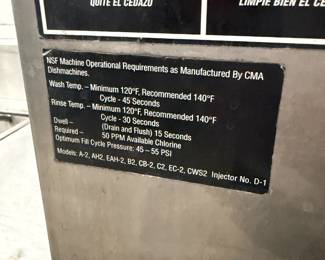 QUITE EL CEDAZO
LIMPIE BIEN EL CE
NSF Machine Operational Requirements as Manufactured By CMA
Dishmachines.
Wash Temp. – Minimum 120°F, Recommended 140°F
Cycle - 45 Seconds
Rinse Temp. – Minimum 120°F, Recommended 140°F
Cycle - 30 Seconds
Dwell – (Drain and Flush) 15 Seconds
Required – 50 PPM Available Chlorine
Optimum Fill Cycle Pressure: 45 – 55 PSI
Models: A-2, AH2, EAH-2, B2, CB-2, C2, EC-2, CWS2 Injector No. D-1